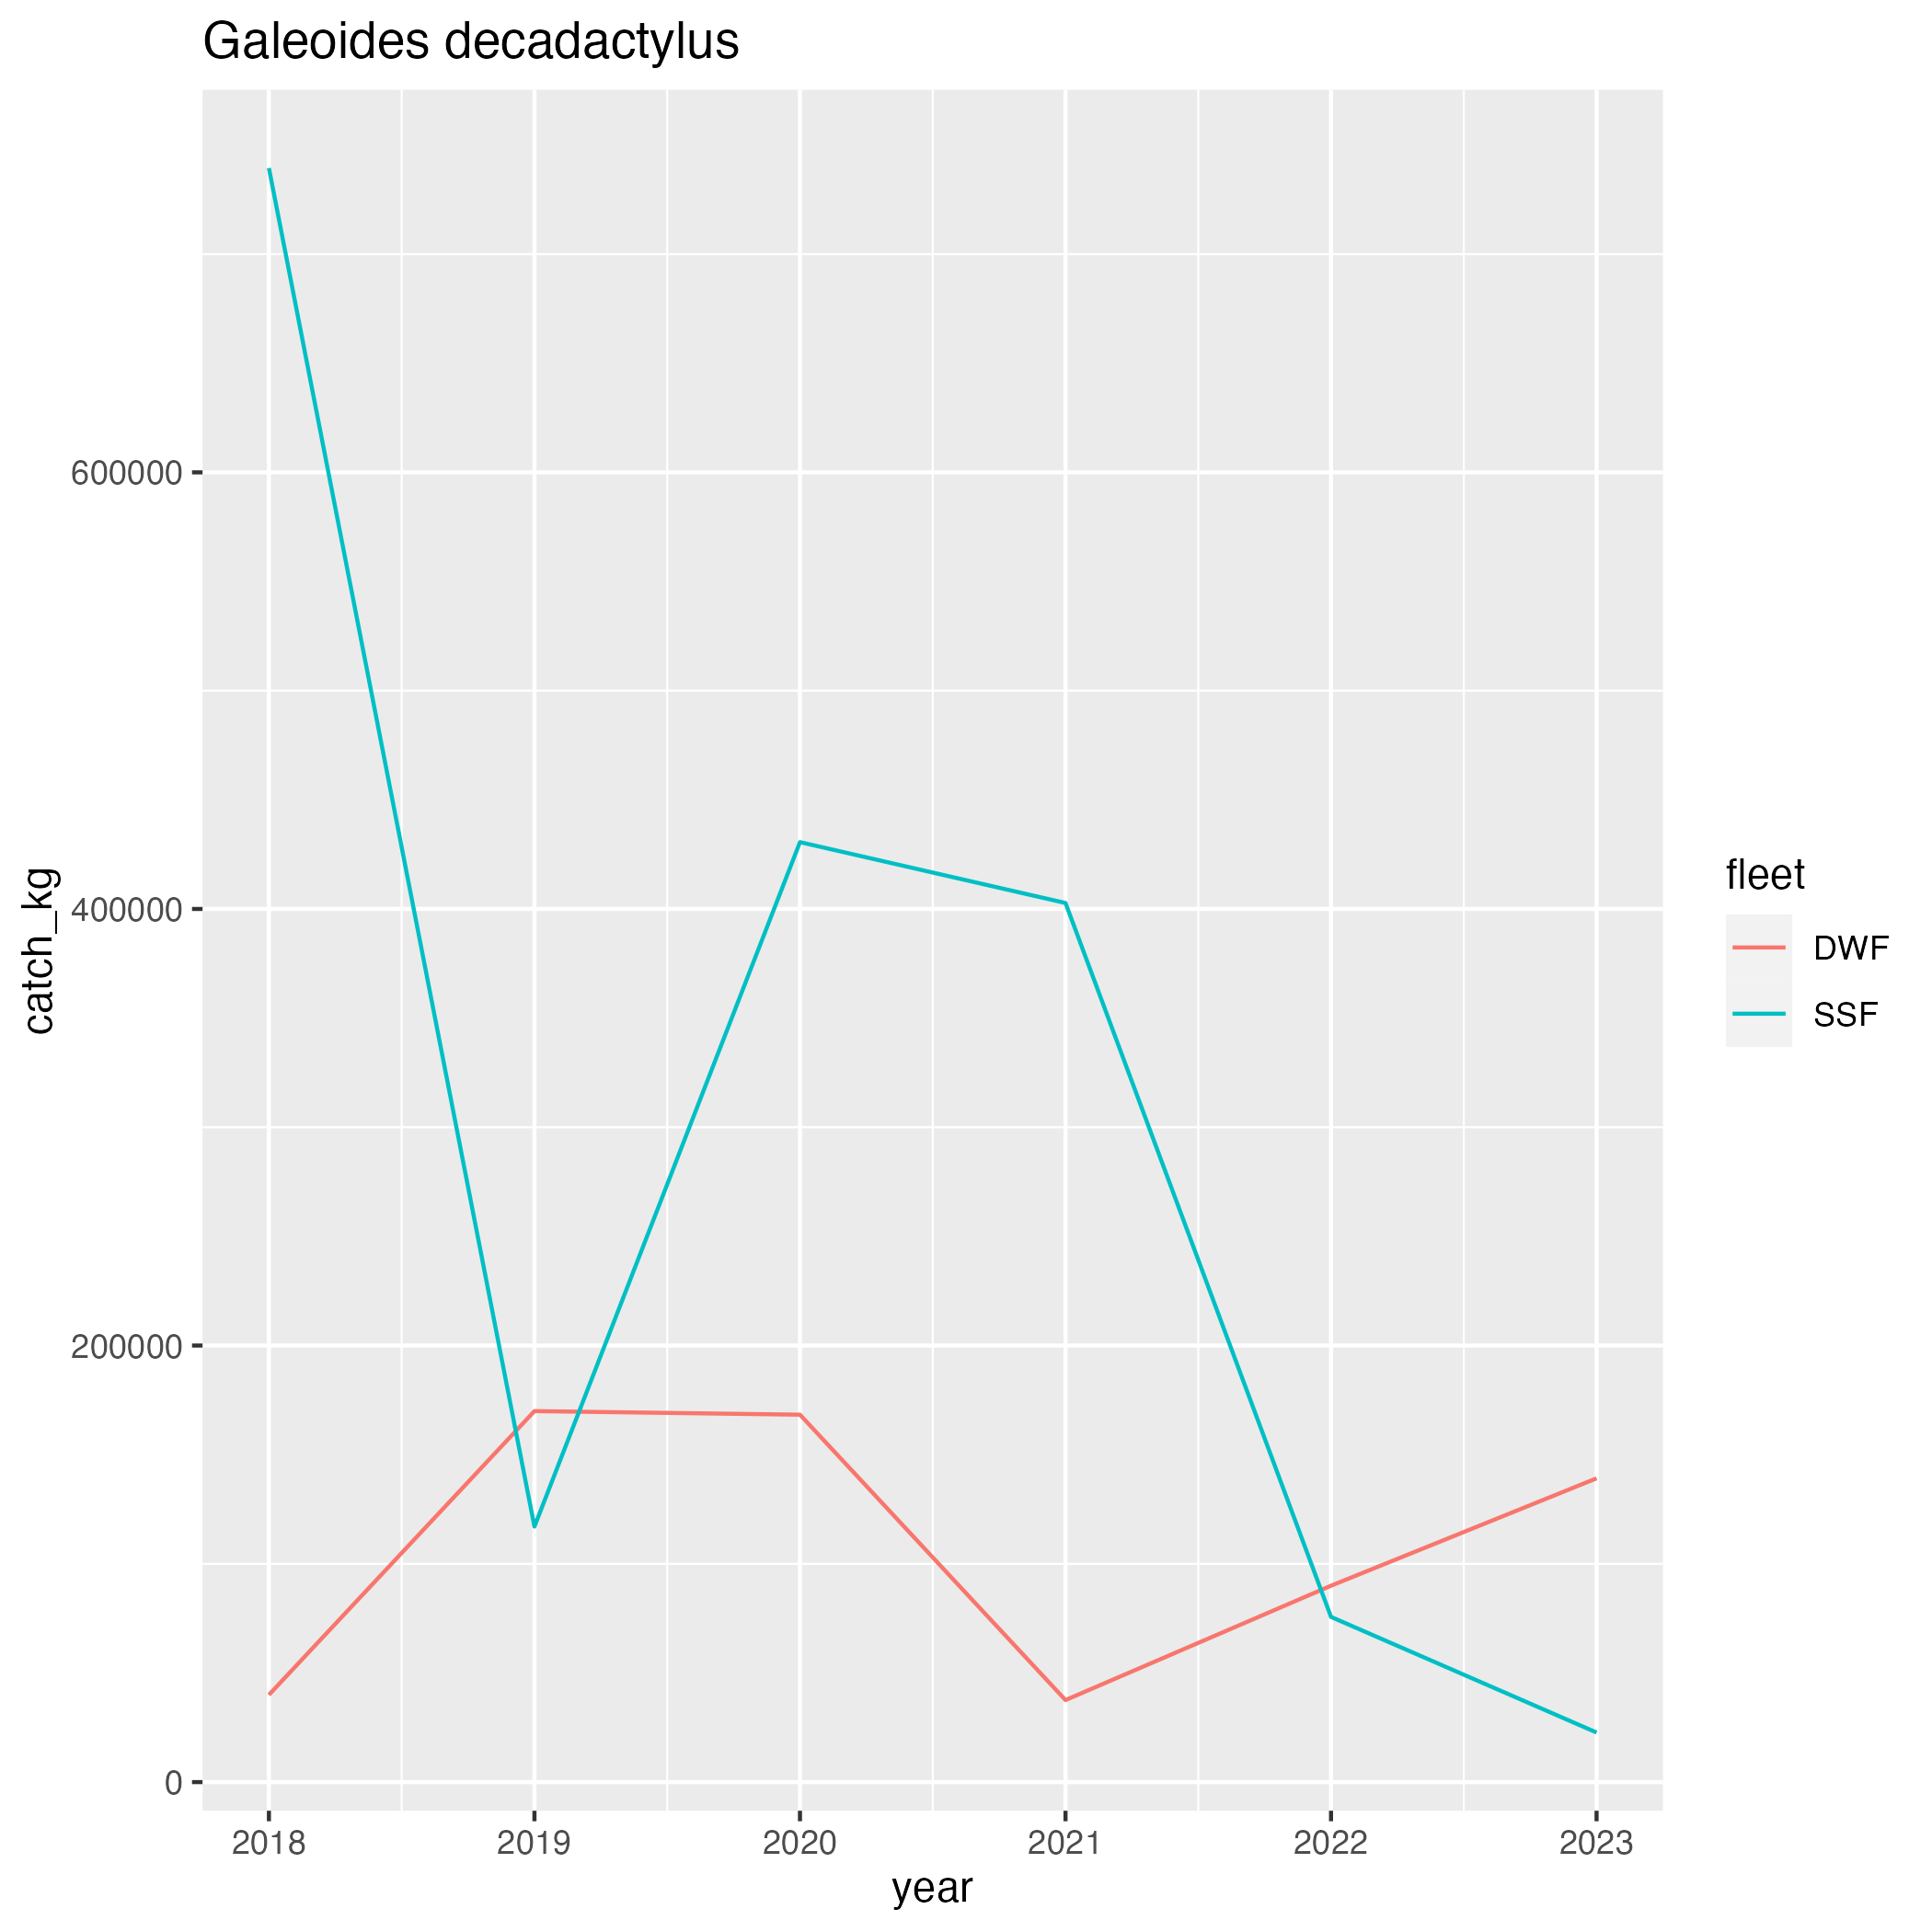 Galeoides decadactylus
catch_kg
600000
400000
200000
0
2018 2019 2020 2021 2022 2023
year
fleet
DWF
SSF